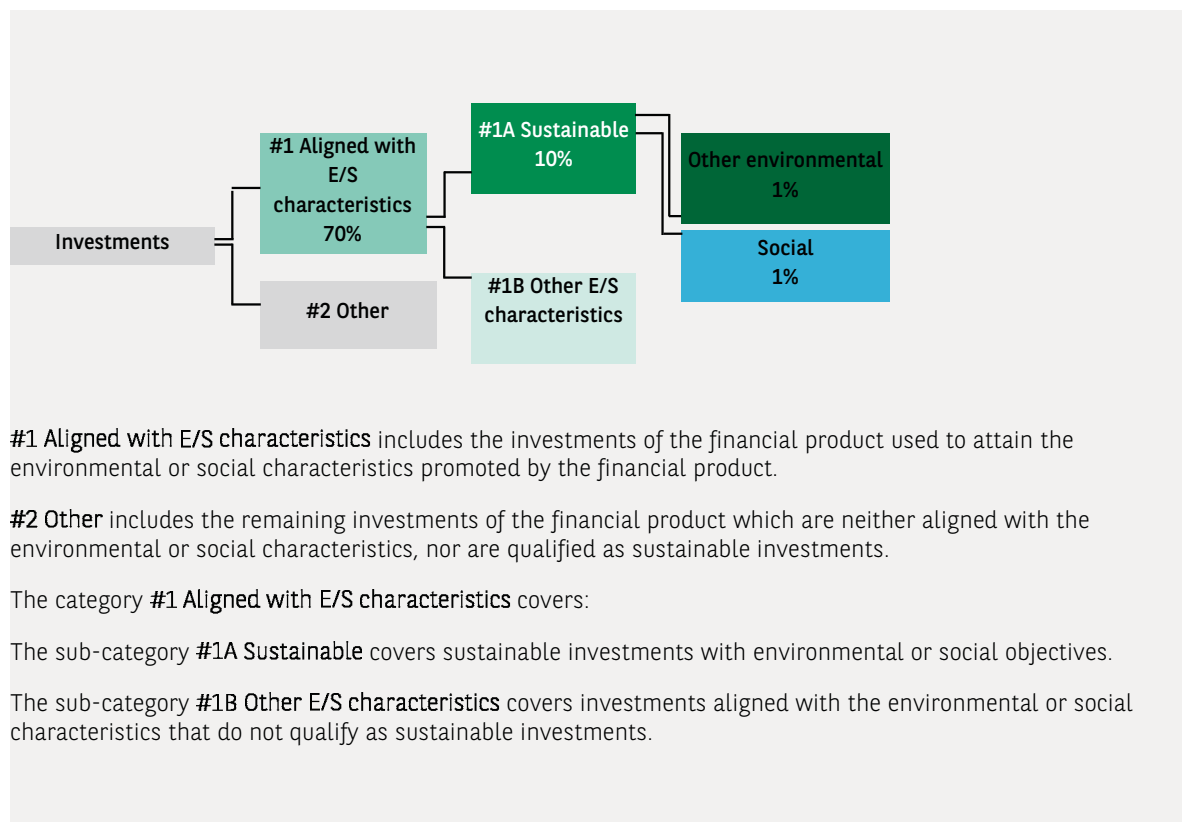 #1A Sustainable
10%
#1 Aligned with
E/S
characteristics
70%
Other environmental
1%
Investments
Social
1%
#2 Other
#1B Other E/S
characteristics
#1 Aligned with E/S characteristics includes the investments of the financial product used to attain the
environmental or social characteristics promoted by the financial product.
#2 Other includes the remaining investments of the financial product which are neither aligned with the
environmental or social characteristics, nor are qualified as sustainable investments.
The category #1 Aligned with E/S characteristics covers:
The sub-category #1A Sustainable covers sustainable investments with environmental or social objectives.
The sub-category #1B Other E/S characteristics covers investments aligned with the environmental or social
characteristics that do not qualify as sustainable investments.